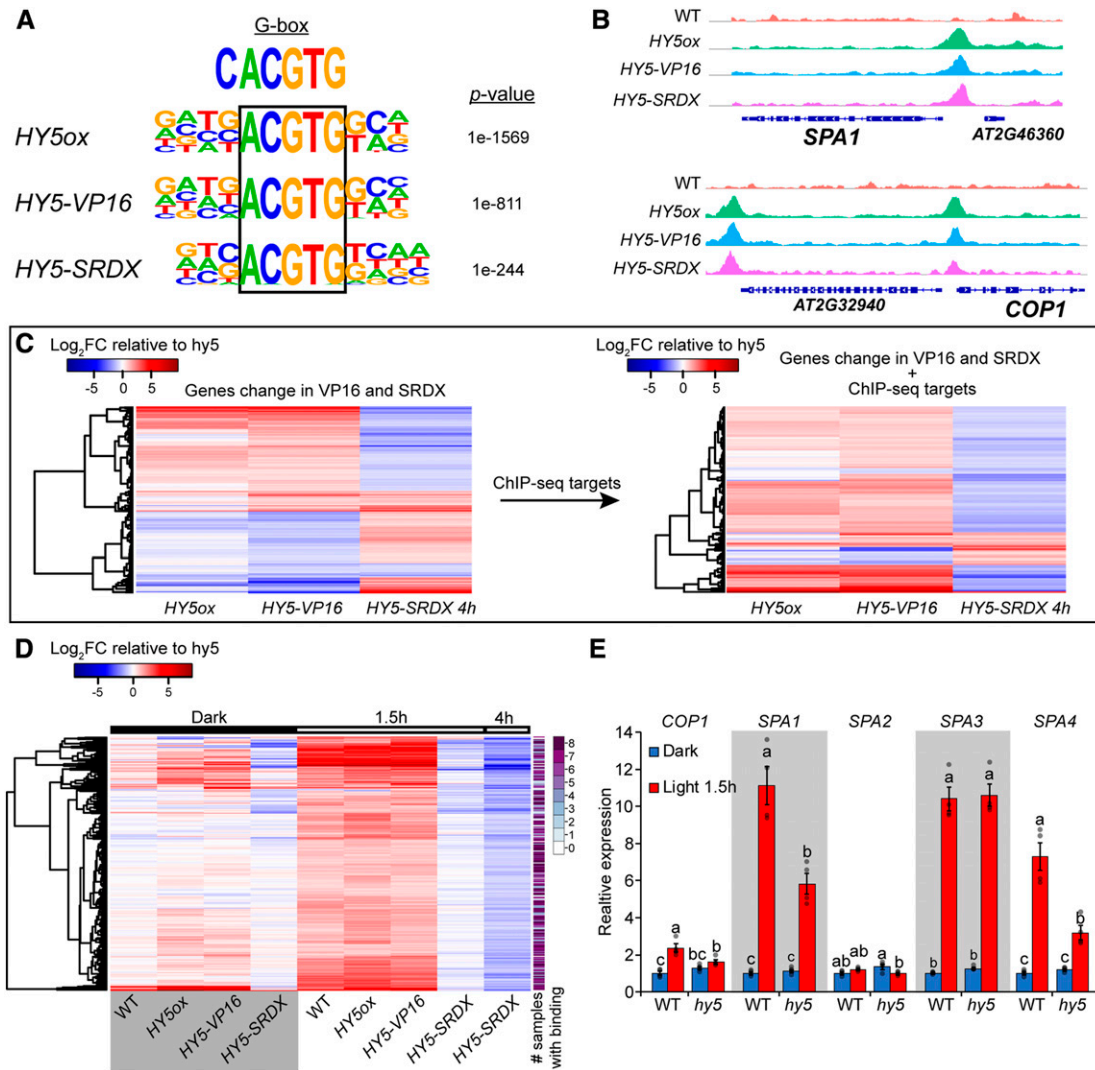 A
G-box
CACGTG
p-value
HY5ox
ACGTG
1e-1569
HY5-VP16
ACGTG
1e-811
HY5-SRDX
ACGTG
1e-244
B
WT
HY5ox
HY5-VP16
HY5-SRDX
SPA1
AT2G46360
WT
HY5ox
HY5-VP16
HY5-SRDX
AT2G32940
COP1
C
Log2FC relative to hy5
-5 0 5
Genes change in VP16 and SRDX
HY5ox HY5-VP16 HY5-SRDX 4h
ChIP-seq targets
Log2FC relative to hy5
-5 0 5
Genes change in VP16 and SRDX
+
ChIP-seq targets
HY5ox HY5-VP16 HY5-SRDX 4h
D
Log2FC relative to hy5
-5 0 5
Dark 1.5h 4h
8
7
6
5
4
3
2
1
0
WT HY5ox HY5-VP16 HY5-SRDX WT HY5ox HY5-VP16 HY5-SRDX HY5-SRDX
# samples with binding
E
COP1 SPA1 SPA2 SPA3 SPA4
Dark
Light 1.5h
Realtive expression
14
12
10
8
6
4
2
0
c a bc b c a c b ab ab a b b a b a c a c b
WT hy5 WT hy5 WT hy5 WT hy5 WT hy5